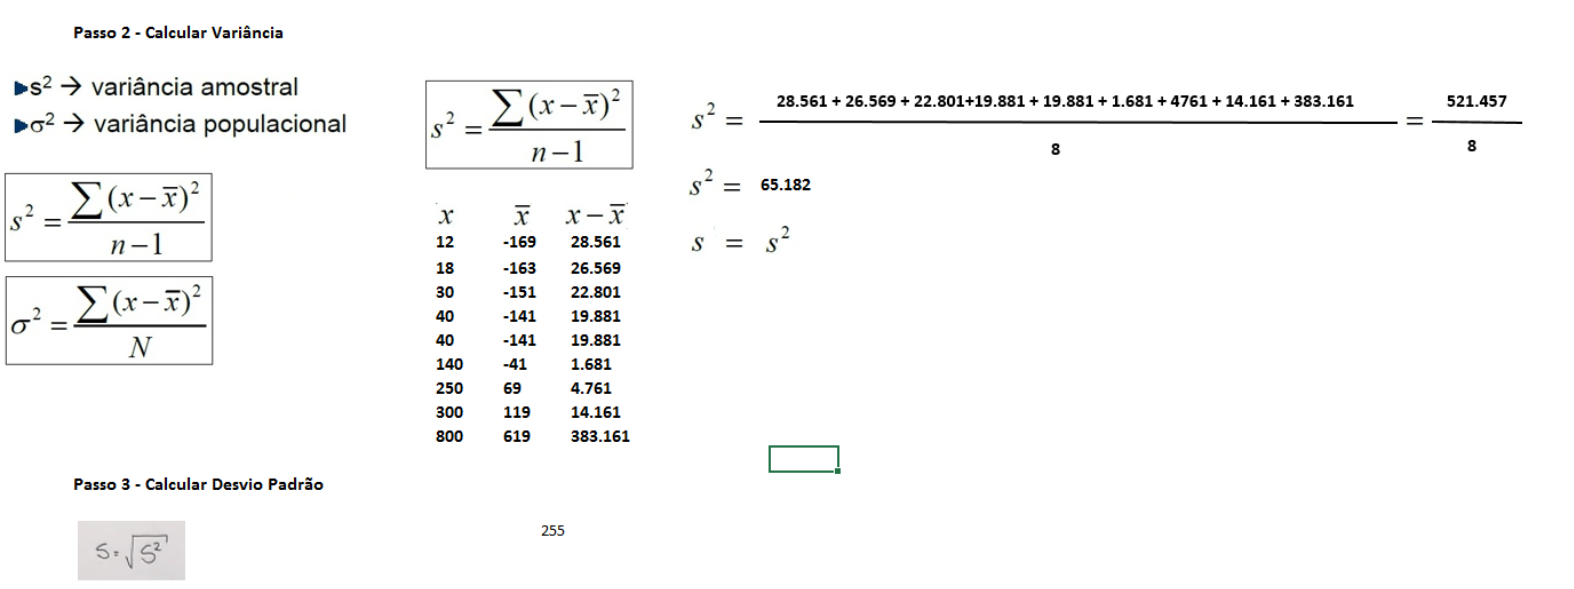 Passo 2 - Calcular Variância
s² → variância amostral
σ² → variância populacional
s² = ∑(x − x̄)² / n − 1
σ² = ∑(x − x̄)² / N
s² = ∑(x − x̄)² / n − 1
x x̄ x − x̄
12 -169 28.561
18 -163 26.569
30 -151 22.801
40 -141 19.881
40 -141 19.881
140 -41 1.681
250 69 4.761
300 119 14.161
800 619 383.161
s² = 28.561 + 26.569 + 22.801+19.881 + 19.881 + 1.681 + 4761 + 14.161 + 383.161 / 8 = 521.457 / 8
s² = 65.182
s = s²
Passo 3 - Calcular Desvio Padrão
S = √S²
255